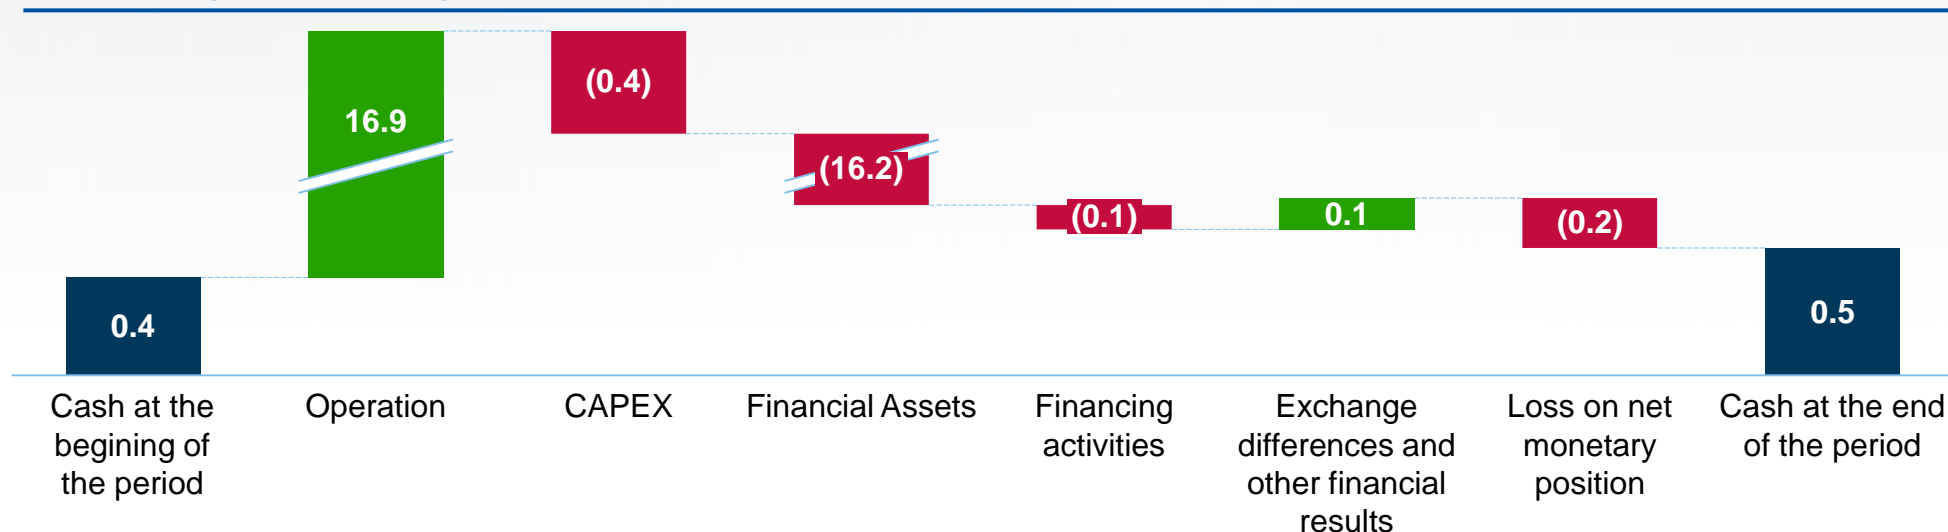 16.9
(0.4)
(16.2)
(0.1)
0.1
(0.2)
0.4
0.5
Cash at the
begining of
the period
Operation
CAPEX
Financial Assets
Financing
activities
Exchange
differences and
other financial
results
Loss on net
monetary
position
Cash at the end
of the period